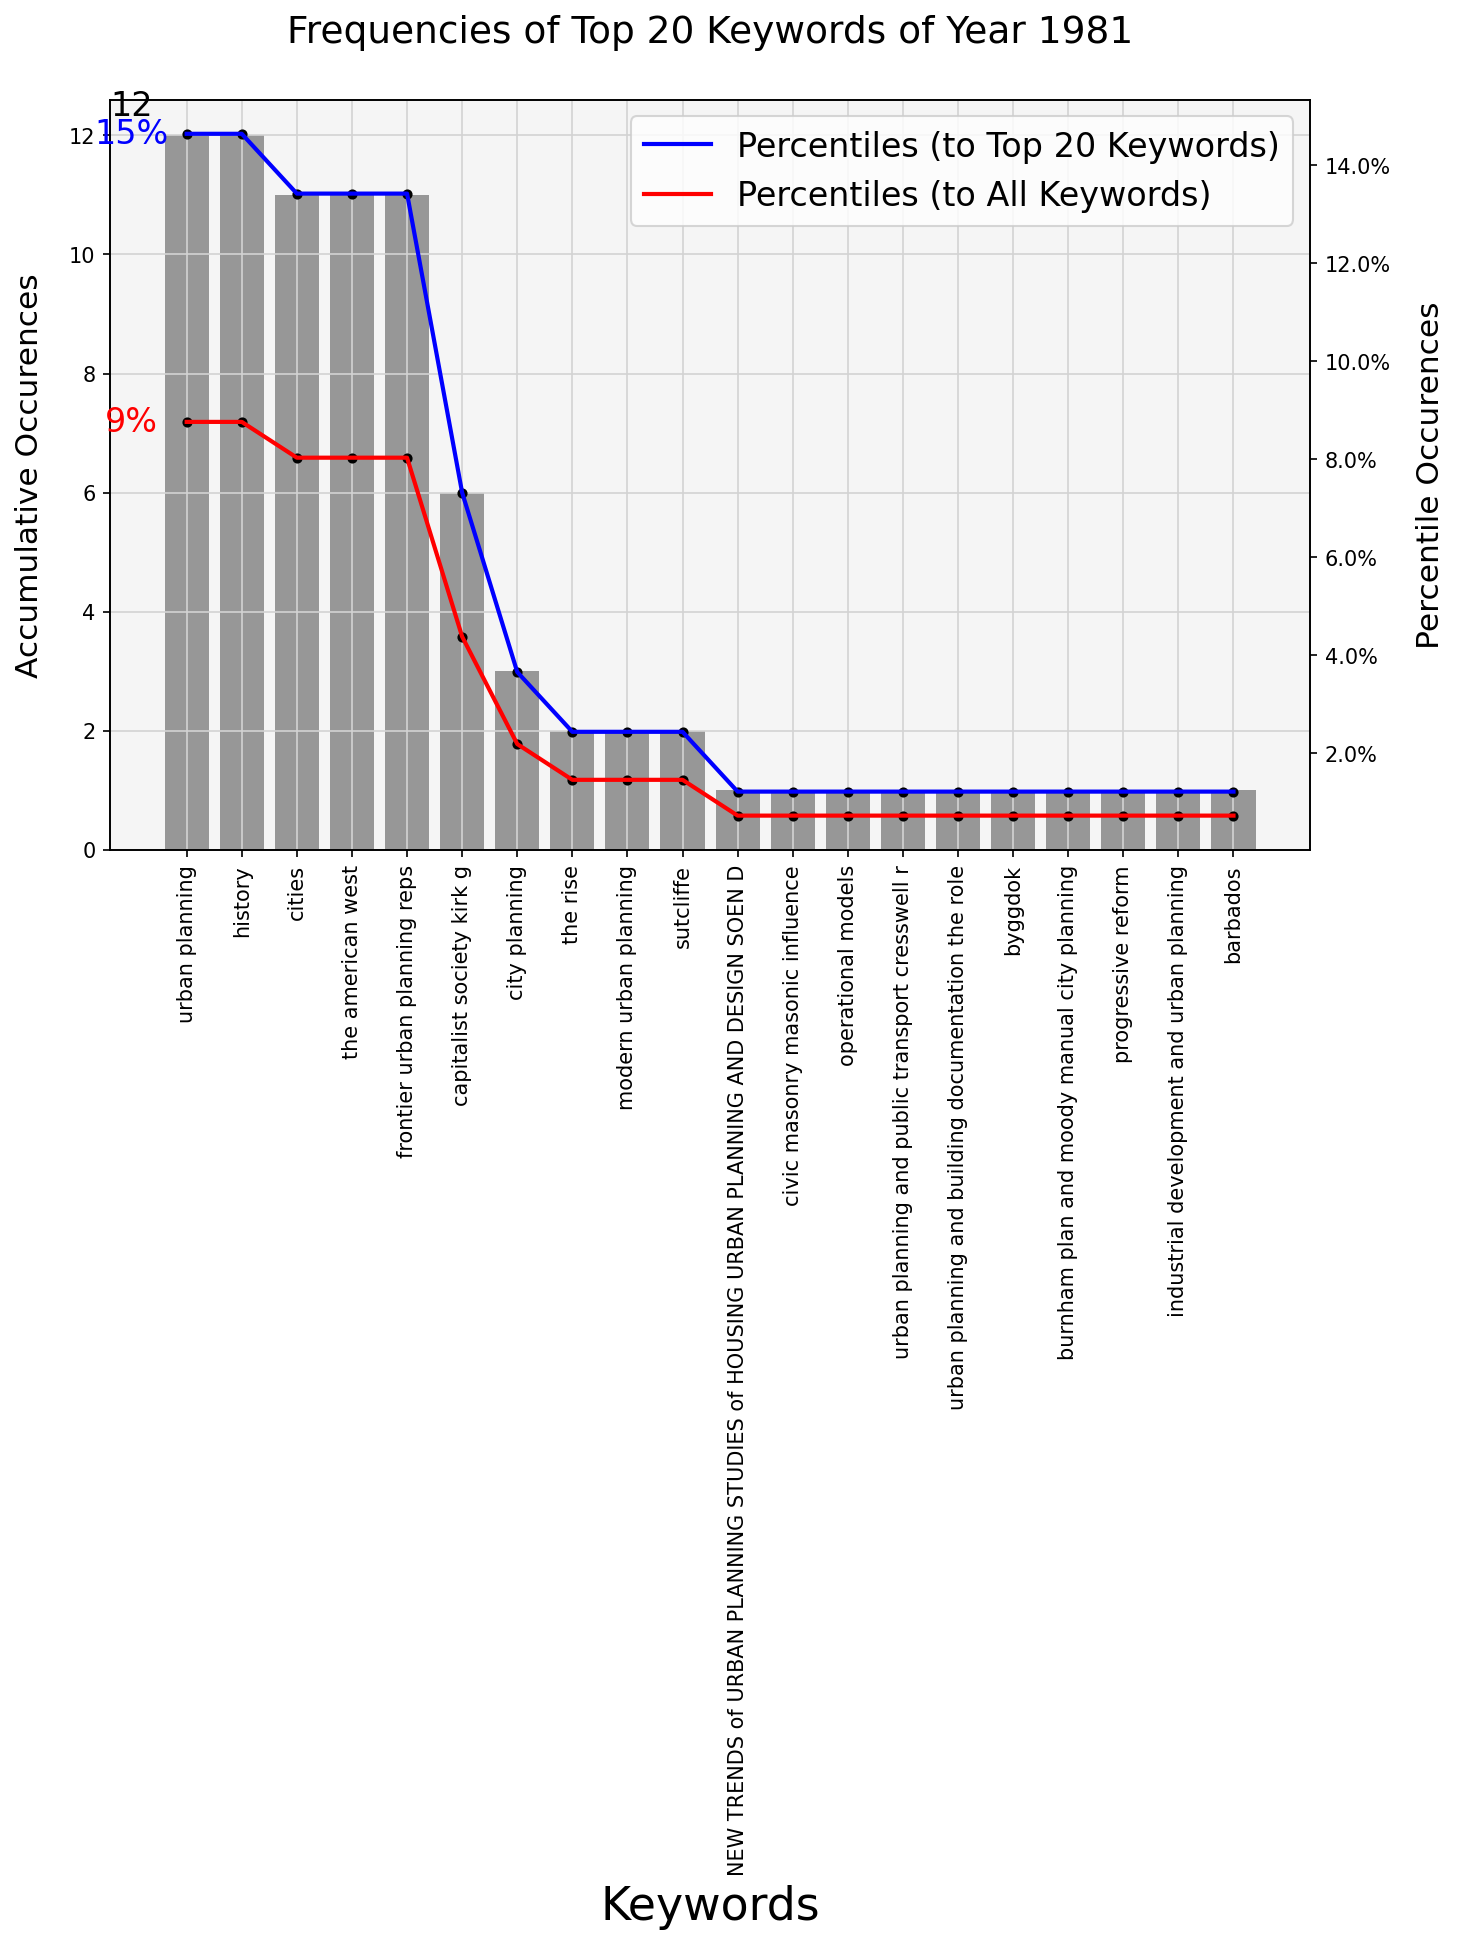 Frequencies of Top 20 Keywords of Year 1981
12
15%
9%
Percentiles (to Top 20 Keywords)
Percentiles (to All Keywords)
Accumulative Occurences
12
10
8
6
4
2
0
14.0%
12.0%
10.0%
8.0%
6.0%
4.0%
2.0%
Percentile Occurences
urban planning
history
cities
the american west
frontier urban planning reps
capitalist society kirk g
city planning
the rise
modern urban planning
sutcliffe
NEW TRENDS of URBAN PLANNING STUDIES of HOUSING URBAN PLANNING AND DESIGN SOEN D
civic masonry masonic influence
operational models
urban planning and public transport cresswell r
urban planning and building documentation the role
byggdok
burnham plan and moody manual city planning
progressive reform
industrial development and urban planning
barbados
Keywords